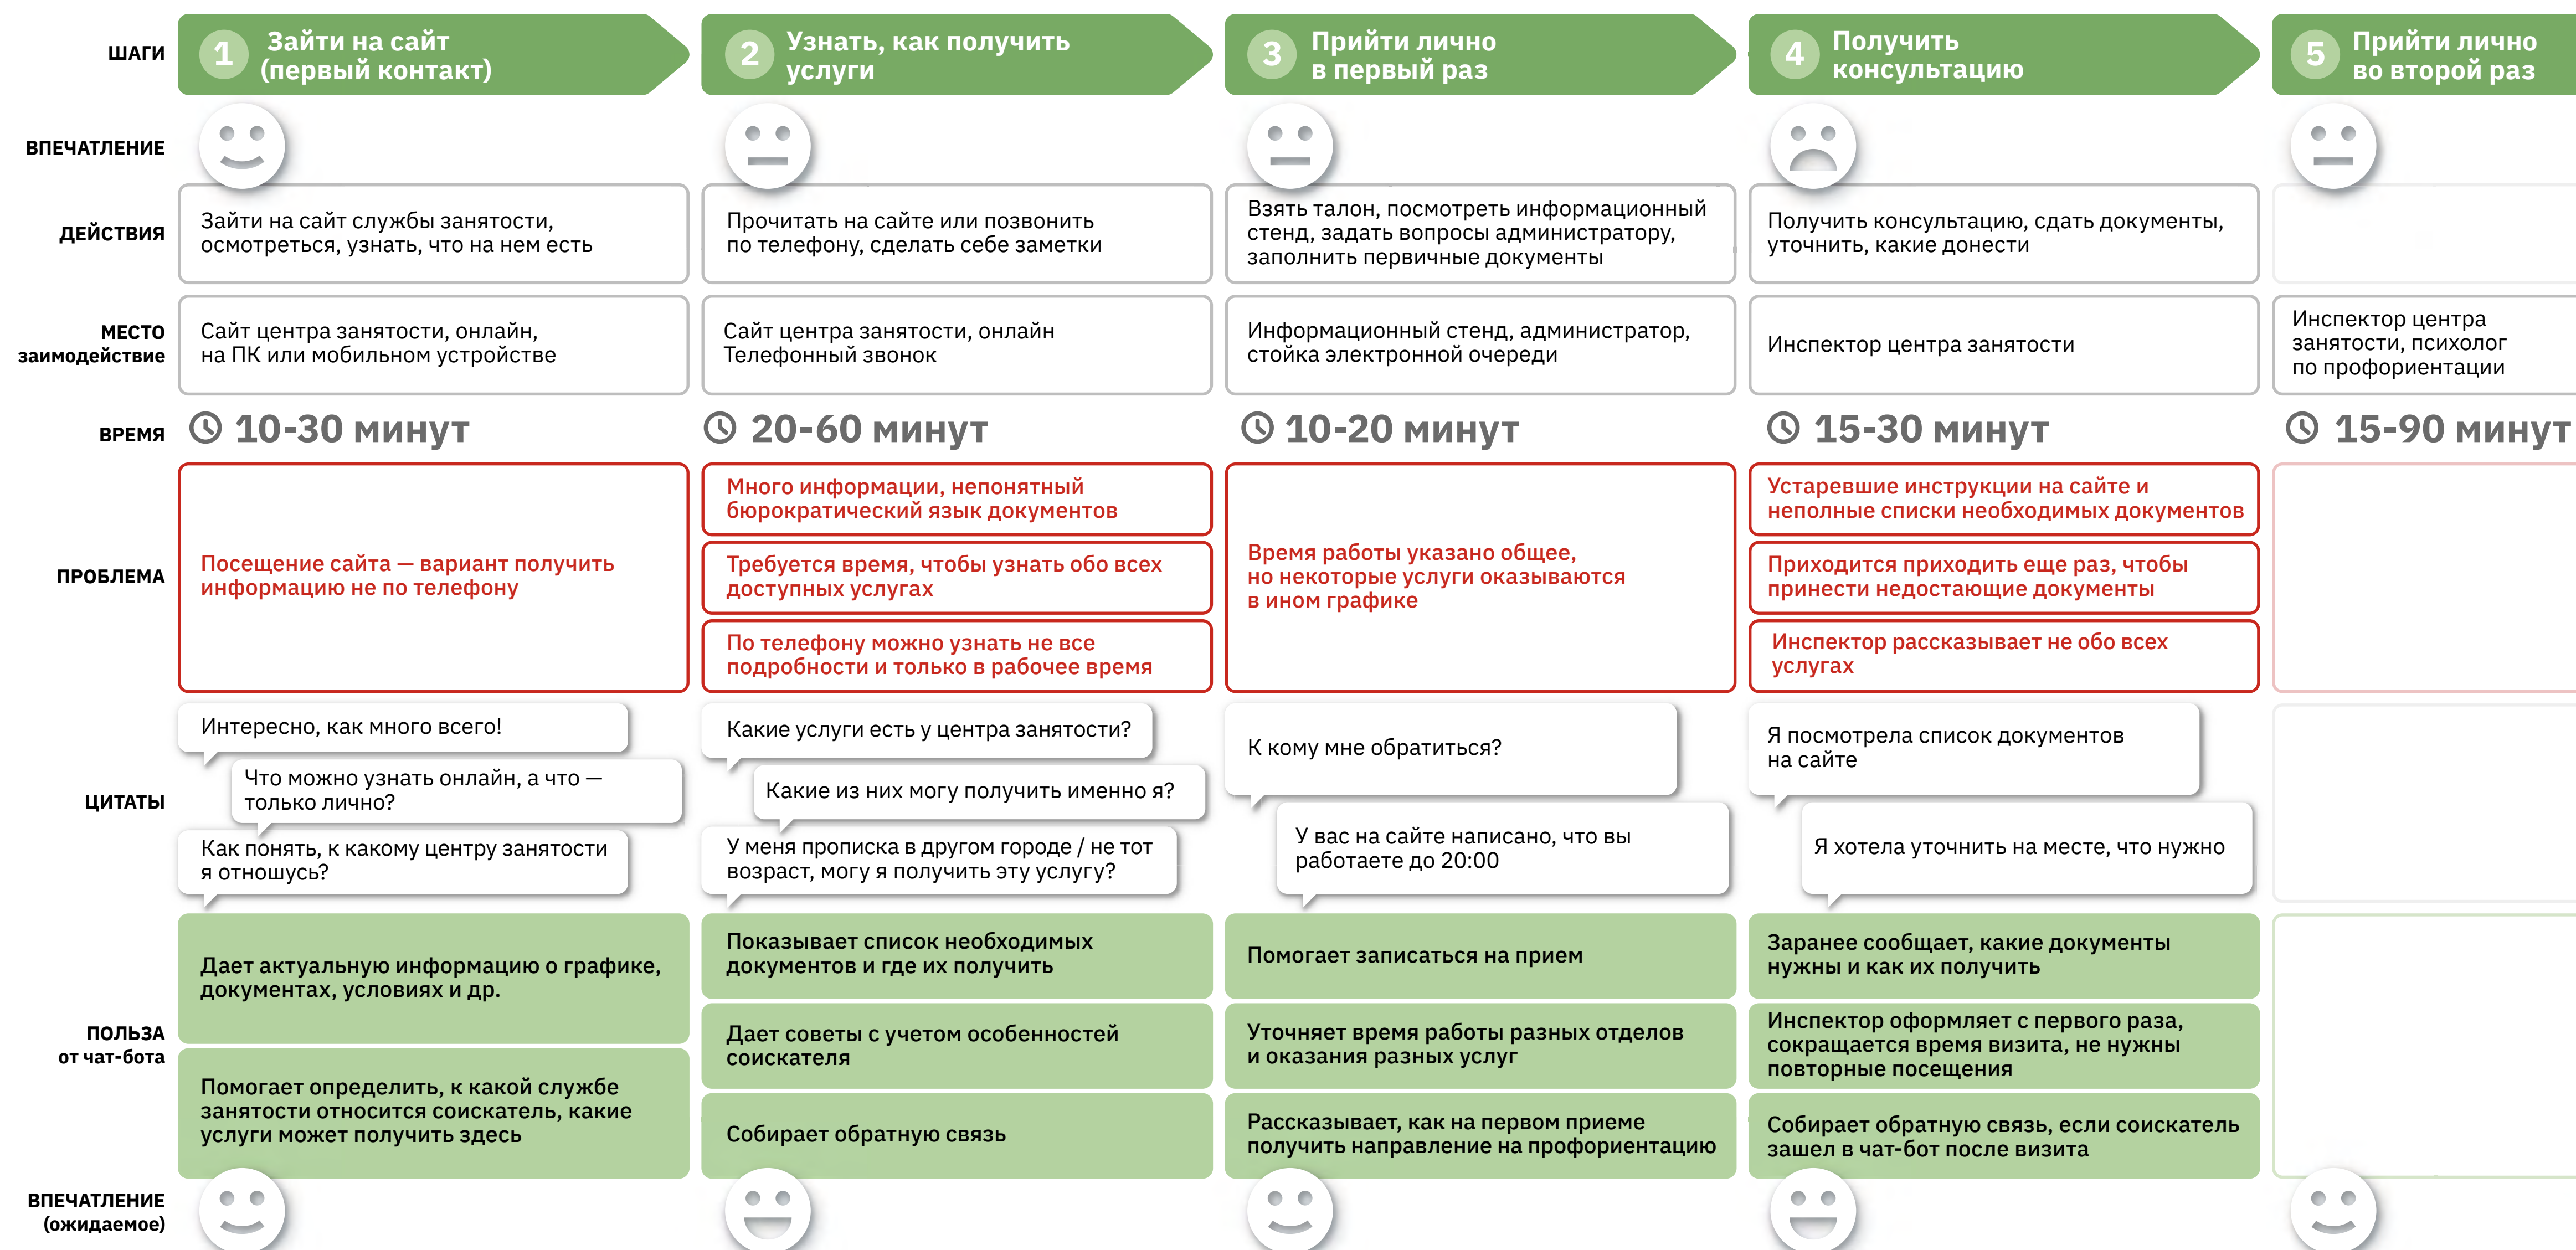 ШАГИ
1 Зайти на сайт
(первый контакт)
2 Узнать, как получить
услуги
3 Прийти лично
в первый раз
4 Получить
консультацию
5 Прийти лично
во второй раз
ВПЕЧАТЛЕНИЕ
ДЕЙСТВИЯ
Зайти на сайт службы занятости,
осмотреться, узнать, что на нем есть
Прочитать на сайте или позвонить
по телефону, сделать себе заметки
Взять талон, посмотреть информационный
стенд, задать вопросы администратору,
заполнить первичные документы
Получить консультацию, сдать документы,
уточнить, какие донести
МЕСТО
заимодействие
Сайт центра занятости, онлайн,
на ПК или мобильном устройстве
Сайт центра занятости, онлайн
Телефонный звонок
Информационный стенд, администратор,
стойка электронной очереди
Инспектор центра занятости
Инспектор центра
занятости, психолог
по профориентации
ВРЕМЯ
10-30 минут
20-60 минут
10-20 минут
15-30 минут
15-90 минут
ПРОБЛЕМА
Посещение сайта — вариант получить
информацию не по телефону
Много информации, непонятный
бюрократический язык документов
Требуется время, чтобы узнать обо всех
доступных услугах
По телефону можно узнать не все
подробности и только в рабочее время
Время работы указано общее,
но некоторые услуги оказываются
в ином графике
Устаревшие инструкции на сайте и
неполные списки необходимых документов
Приходится приходить еще раз, чтобы
принести недостающие документы
Инспектор рассказывает не обо всех
услугах
ЦИТАТЫ
Интересно, как много всего!
Что можно узнать онлайн, а что —
только лично?
Как понять, к какому центру занятости
я отношусь?
Какие услуги есть у центра занятости?
Какие из них могу получить именно я?
У меня прописка в другом городе / не тот
возраст, могу я получить эту услугу?
К кому мне обратиться?
У вас на сайте написано, что вы
работаете до 20:00
Я посмотрела список документов
на сайте
Я хотела уточнить на месте, что нужно
ПОЛЬЗА
от чат-бота
Дает актуальную информацию о графике,
документах, условиях и др.
Помогает определить, к какой службе
занятости относится соискатель, какие
услуги может получить здесь
Показывает список необходимых
документов и где их получить
Дает советы с учетом особенностей
соискателя
Собирает обратную связь
Помогает записаться на прием
Уточняет время работы разных отделов
и оказания разных услуг
Рассказывает, как на первом приеме
получить направление на профориентацию
Заранее сообщает, какие документы
нужны и как их получить
Инспектор оформляет с первого раза,
сокращается время визита, не нужны
повторные посещения
Собирает обратную связь, если соискатель
зашел в чат-бот после визита
ВПЕЧАТЛЕНИЕ
(ожидаемое)